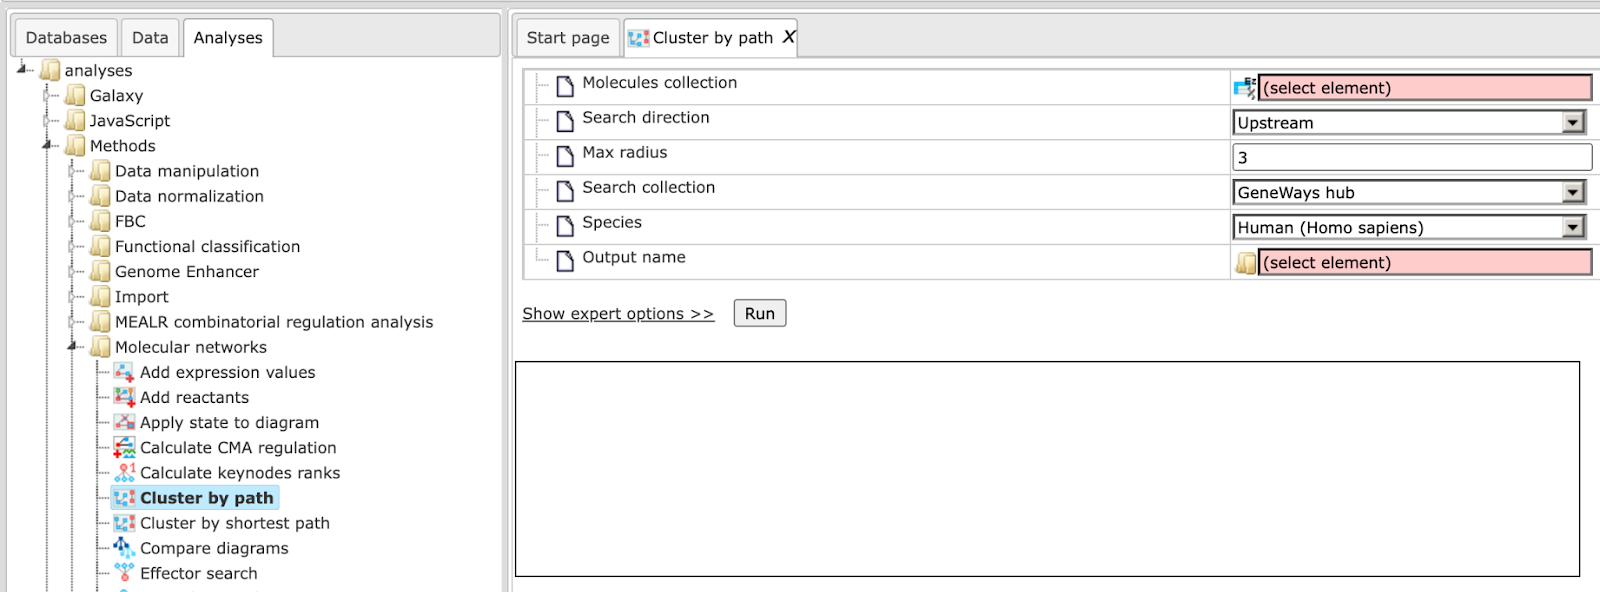 Databases
Data
Analyses
analyses
Galaxy
JavaScript
Methods
Data manipulation
Data normalization
FBC
Functional classification
Genome Enhancer
Import
MEALR combinatorial regulation analysis
Molecular networks
Add expression values
Add reactants
Apply state to diagram
Calculate CMA regulation
Calculate keynodes ranks
Cluster by path
Cluster by shortest path
Compare diagrams
Effector search
Start page
Cluster by path X
Molecules collection (select element)
Search direction Upstream
Max radius 3
Search collection GeneWays hub
Species Human (Homo sapiens)
Output name (select element)
Show expert options >> Run